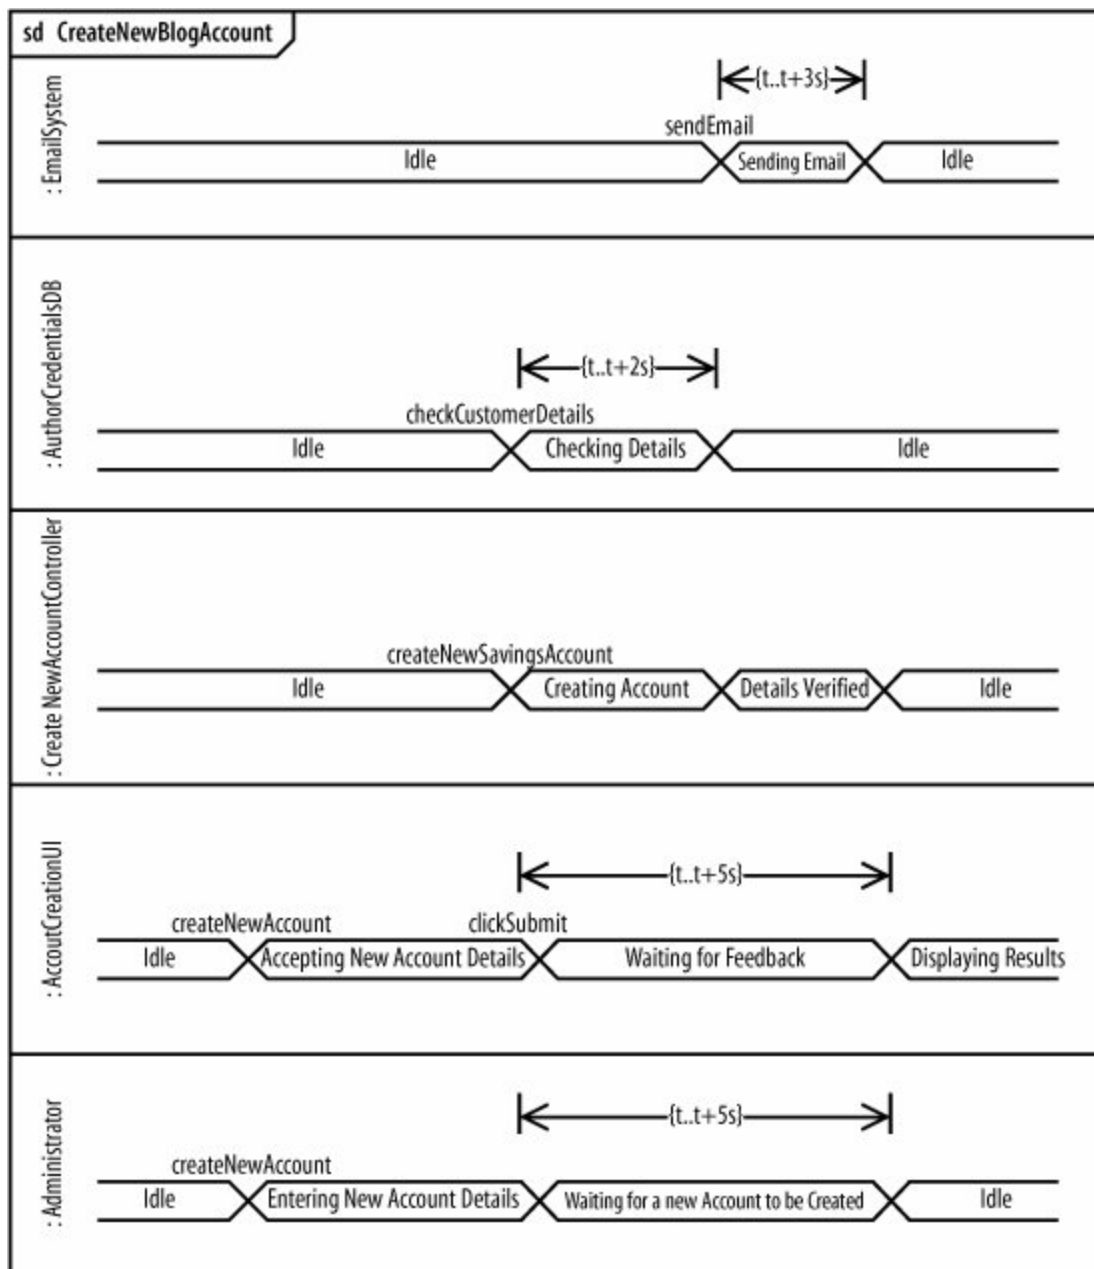 sd CreateNewBlogAccount
: EmailSystem
{t..t+3s}
sendEmail
Idle
Sending Email
Idle
: AuthorCredentialsDB
{t..t+2s}
checkCustomerDetails
Idle
Checking Details
Idle
: Create NewAccountController
createNewSavingsAccount
Idle
Creating Account
Details Verified
Idle
: AccoutCreationUI
{t..t+5s}
createNewAccount
clickSubmit
Idle
Accepting New Account Details
Waiting for Feedback
Displaying Results
: Administrator
{t..t+5s}
createNewAccount
Idle
Entering New Account Details
Waiting for a new Account to be Created
Idle